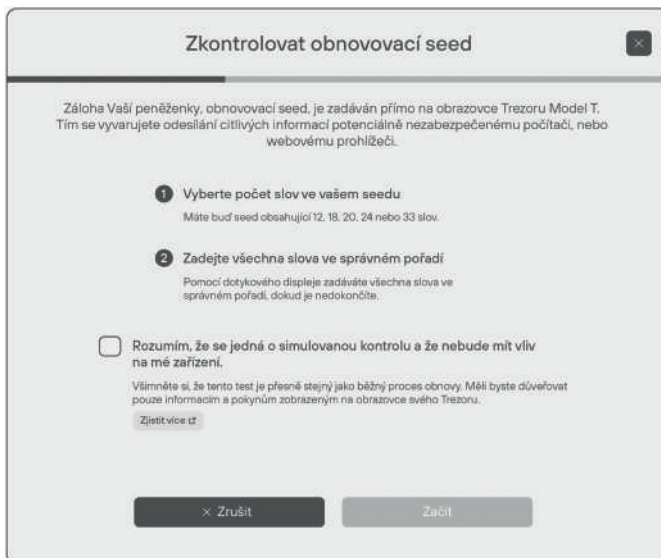 Zkontrolovat obnovovací seed
Záloha Vaší peněženky, obnovovací seed, je zadáván přímo na obrazovce Trezoru Model T.
Tím se vyvarujete odesílání citlivých informací potenciálně nezabezpečenému počítači, nebo
webovému prohlížeči.
1 Vyberte počet slov ve vašem seedu
Máte buď seed obsahující 12, 18, 20, 24 nebo 33 slov.
2 Zadejte všechna slova ve správném pořadí
Pomocí dotykového displeje zadáváte všechna slova ve
správném pořadí, dokud je nedokončíte.
Rozumím, že se jedná o simulovanou kontrolu a že nebude mít vliv
na mé zařízení.
Všimněte si, že tento test je přesně stejný jako běžný proces obnovy. Měli byste důvěřovat
pouze informacím a pokynům zobrazeným na obrazovce svého Trezoru.
Zjistit více
× Zrušit
Začít